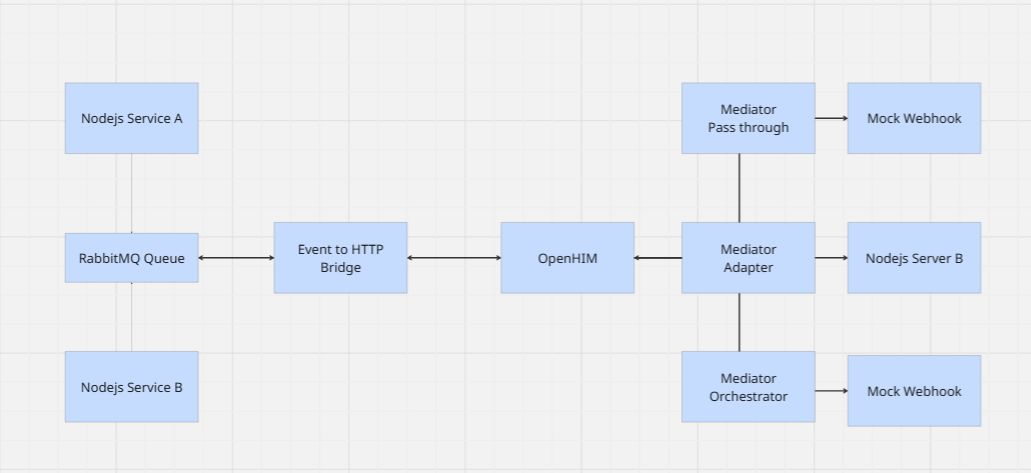 Nodejs Service A
Mediator
Pass through
Mock Webhook
RabbitMQ Queue
Event to HTTP
Bridge
OpenHIM
Mediator
Adapter
Nodejs Server B
Nodejs Service B
Mediator
Orchestrator
Mock Webhook